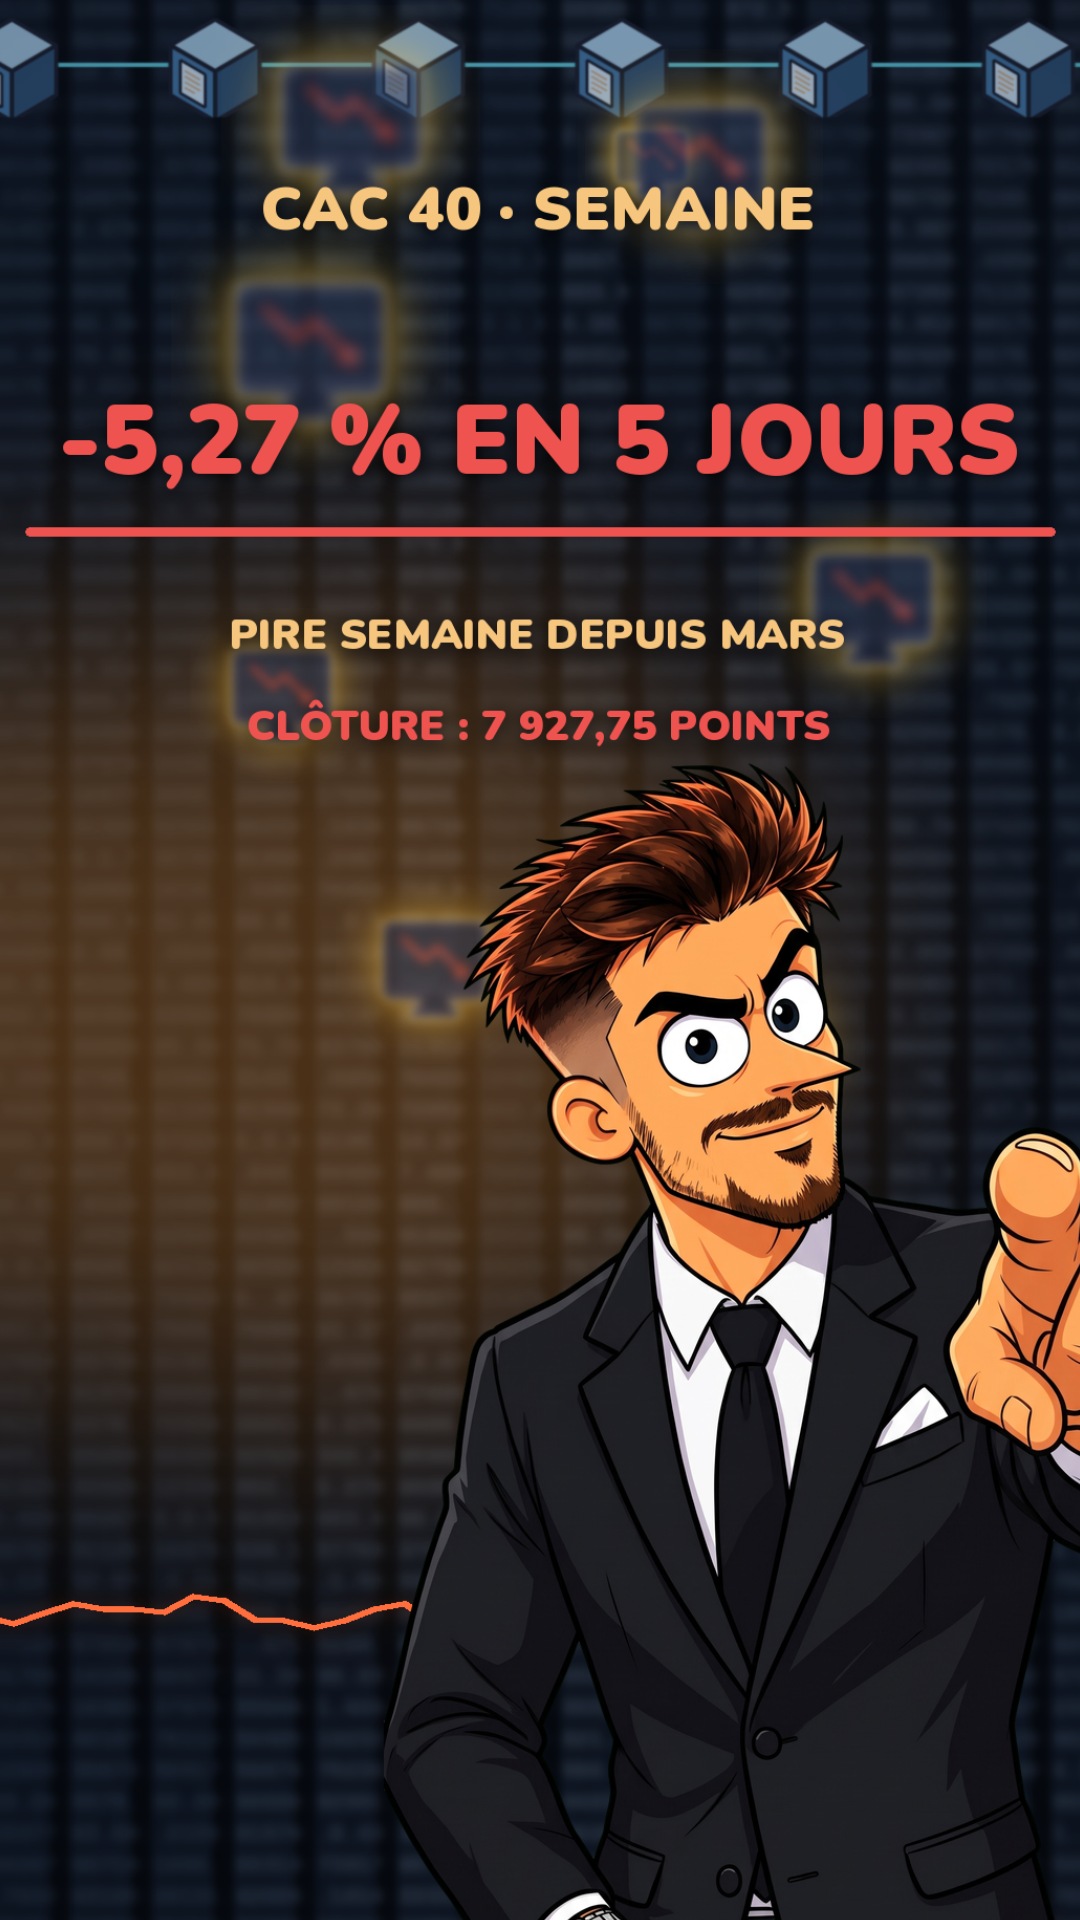 CAC 40 · SEMAINE
-5,27 % EN 5 JOURS
PIRE SEMAINE DEPUIS MARS
CLÔTURE : 7 927,75 POINTS